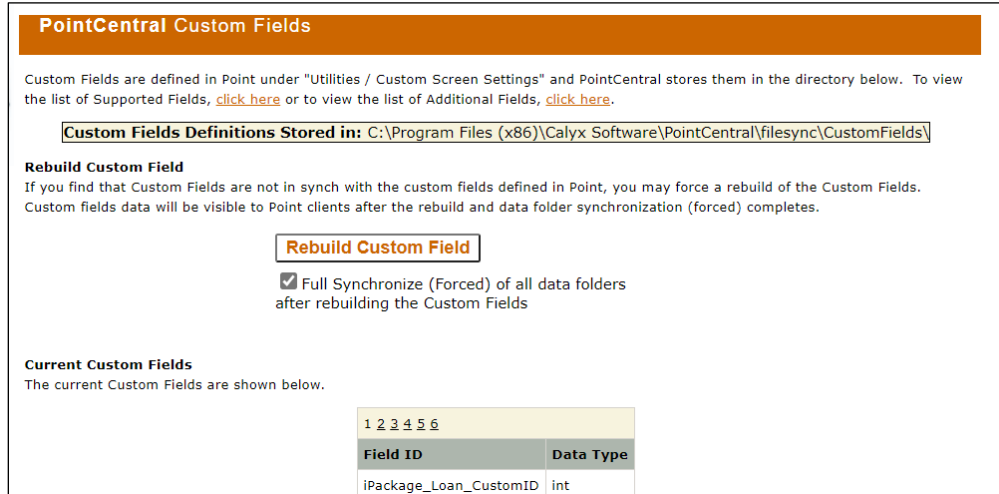 PointCentral Custom Fields
Custom Fields are defined in Point under "Utilities / Custom Screen Settings" and PointCentral stores them in the directory below. To view
the list of Supported Fields, click here or to view the list of Additional Fields, click here.
Custom Fields Definitions Stored in: C:\Program Files (x86)\Calyx Software\PointCentral\filesync\CustomFields\
Rebuild Custom Field
If you find that Custom Fields are not in synch with the custom fields defined in Point, you may force a rebuild of the Custom Fields.
Custom fields data will be visible to Point clients after the rebuild and data folder synchronization (forced) completes.
Rebuild Custom Field
Full Synchronize (Forced) of all data folders
after rebuilding the Custom Fields
Current Custom Fields
The current Custom Fields are shown below.
1 2 3 4 5 6
Field ID Data Type
iPackage_Loan_CustomID int